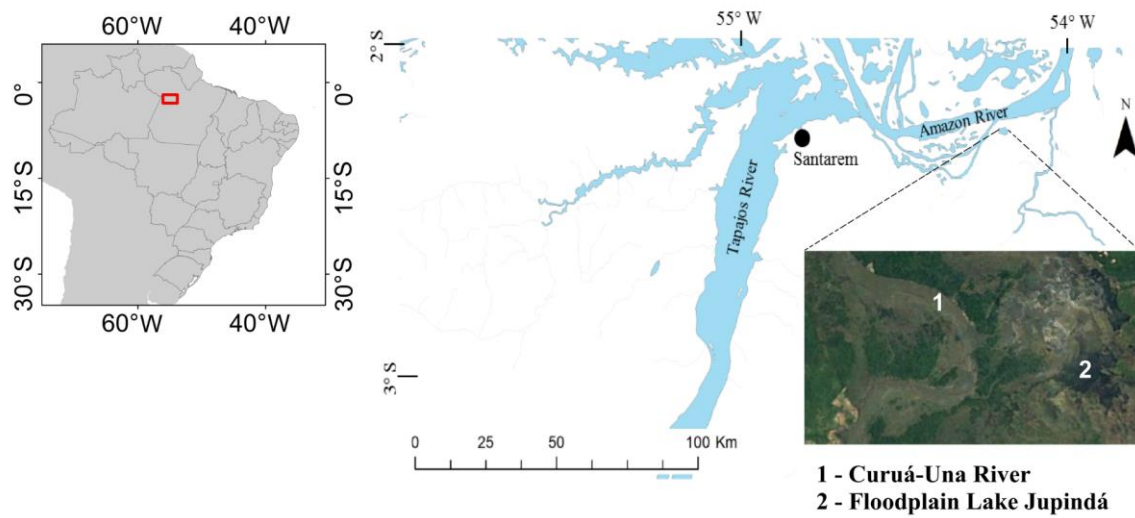 60°W 40°W
0° 0°
15°S 15°S
30°S 30°S
60°W 40°W
55° W 54° W
2° S
3° S
Amazon River
N
Santarem
Tapajos River
1
2
0 25 50 100 Km
1 - Curuá-Una River
2 - Floodplain Lake Jupindá